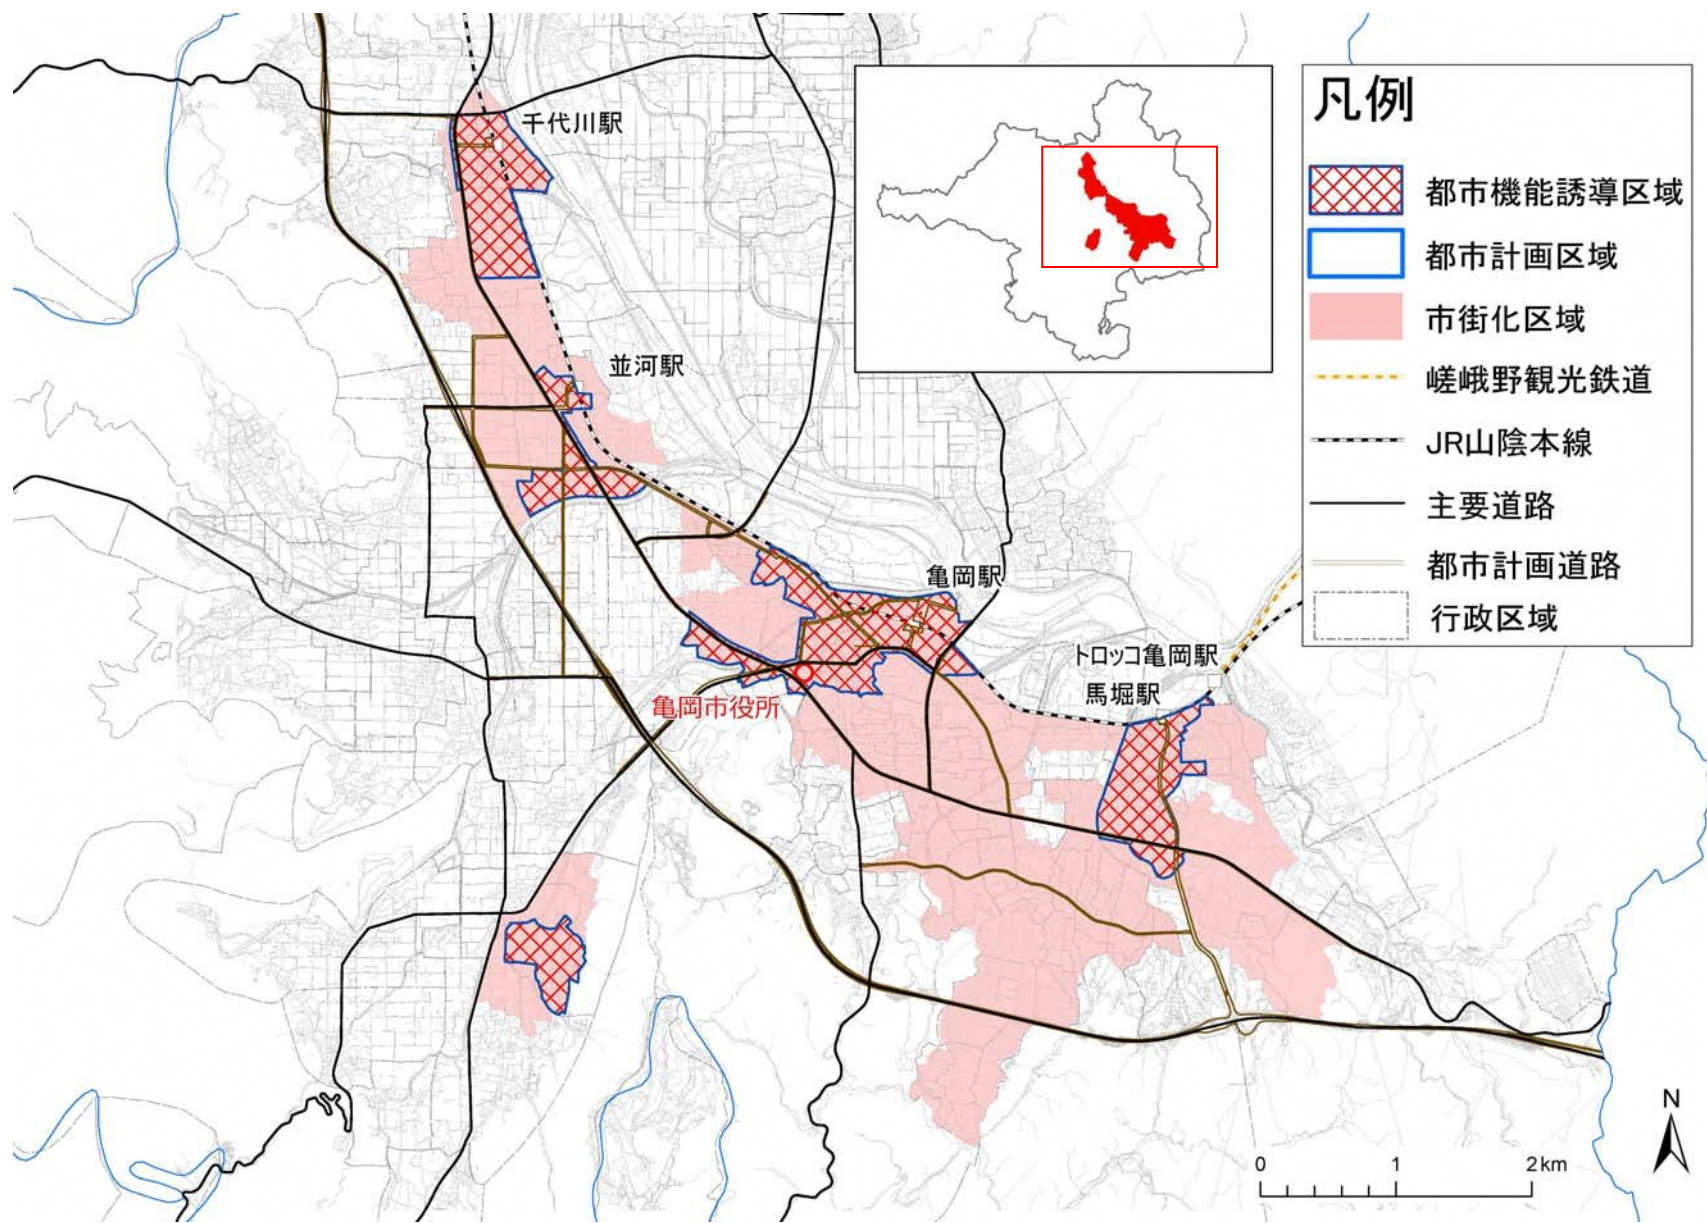 凡例
都市機能誘導区域
都市計画区域
市街化区域
嵯峨野観光鉄道
JR山陰本線
主要道路
都市計画道路
行政区域
千代川駅
並河駅
亀岡駅
トロッコ亀岡駅
馬堀駅
亀岡市役所
N
0 1 2km